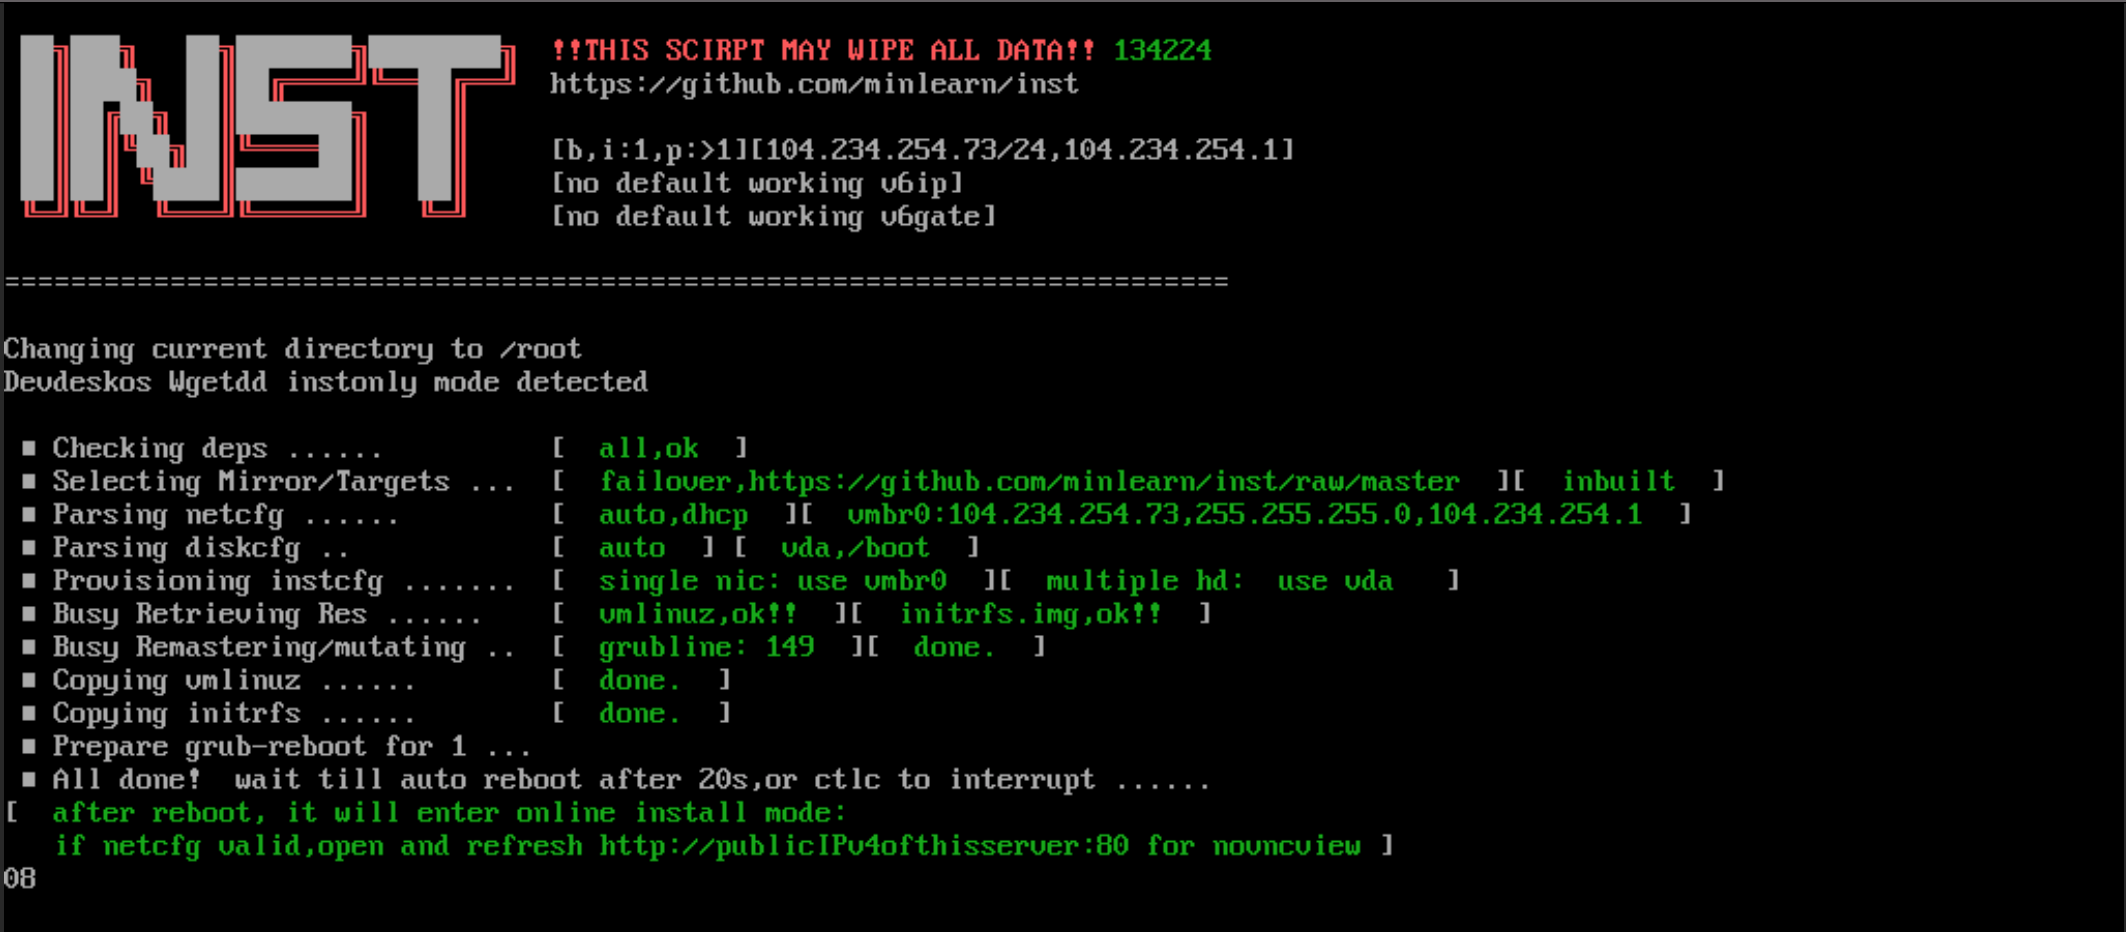 INST
!!THIS SCIRPT MAY WIPE ALL DATA!! 134224
https://github.com/minlearn/inst
[b,i:1,p:>1][104.234.254.73/24,104.234.254.1]
[no default working v6ip]
[no default working v6gate]
==========================================================================
Changing current directory to /root
Devdeskos Wgetdd instonly mode detected
■ Checking deps ...... [ all,ok ]
■ Selecting Mirror/Targets ... [ failover,https://github.com/minlearn/inst/raw/master ][ inbuilt ]
■ Parsing netcfg ...... [ auto,dhcp ][ vmbr0:104.234.254.73,255.255.255.0,104.234.254.1 ]
■ Parsing diskcfg .. [ auto ] [ vda,/boot ]
■ Provisioning instcfg ....... [ single nic: use vmbr0 ][ multiple hd: use vda ]
■ Busy Retrieving Res ...... [ vmlinuz,ok!! ][ initrfs.img,ok!! ]
■ Busy Remastering/mutating .. [ grubline: 149 ][ done. ]
■ Copying vmlinuz ...... [ done. ]
■ Copying initrfs ...... [ done. ]
■ Prepare grub-reboot for 1 ...
■ All done! wait till auto reboot after 20s,or ctlc to interrupt ......
[ after reboot, it will enter online install mode:
if netcfg valid,open and refresh http://publicIPv4ofthisserver:80 for novncview ]
08